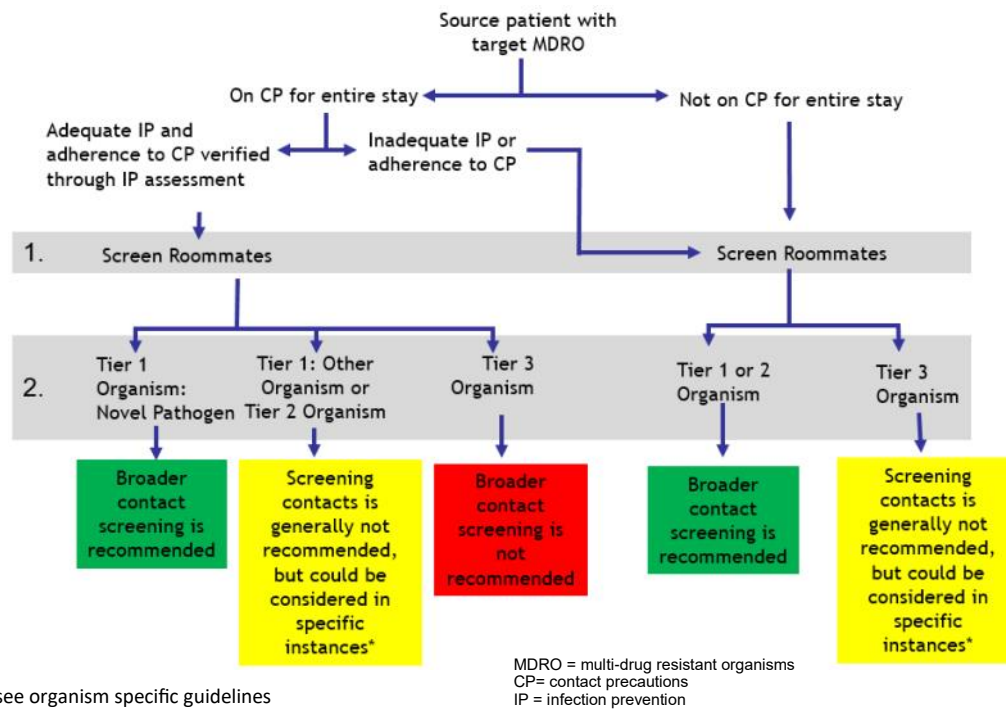 Source patient with
target MDRO
On CP for entire stay
Not on CP for entire stay
Adequate IP and
adherence to CP verified
through IP assessment
Inadequate IP or
adherence to CP
1.
Screen Roommates
Screen Roommates
2.
Tier 1
Organism:
Novel Pathogen
Tier 1: Other
Organism or
Tier 2 Organism
Tier 3
Organism
Tier 1 or 2
Organism
Tier 3
Organism
Broader
contact
screening is
recommended
Screening
contacts is
generally not
recommended,
but could be
considered in
specific
instances*
Broader
contact
screening is
not
recommended
Broader
contact
screening is
recommended
Screening
contacts is
generally not
recommended,
but could be
considered in
specific
instances*
MDRO = multi-drug resistant organisms
CP= contact precautions
IP = infection prevention
see organism specific guidelines